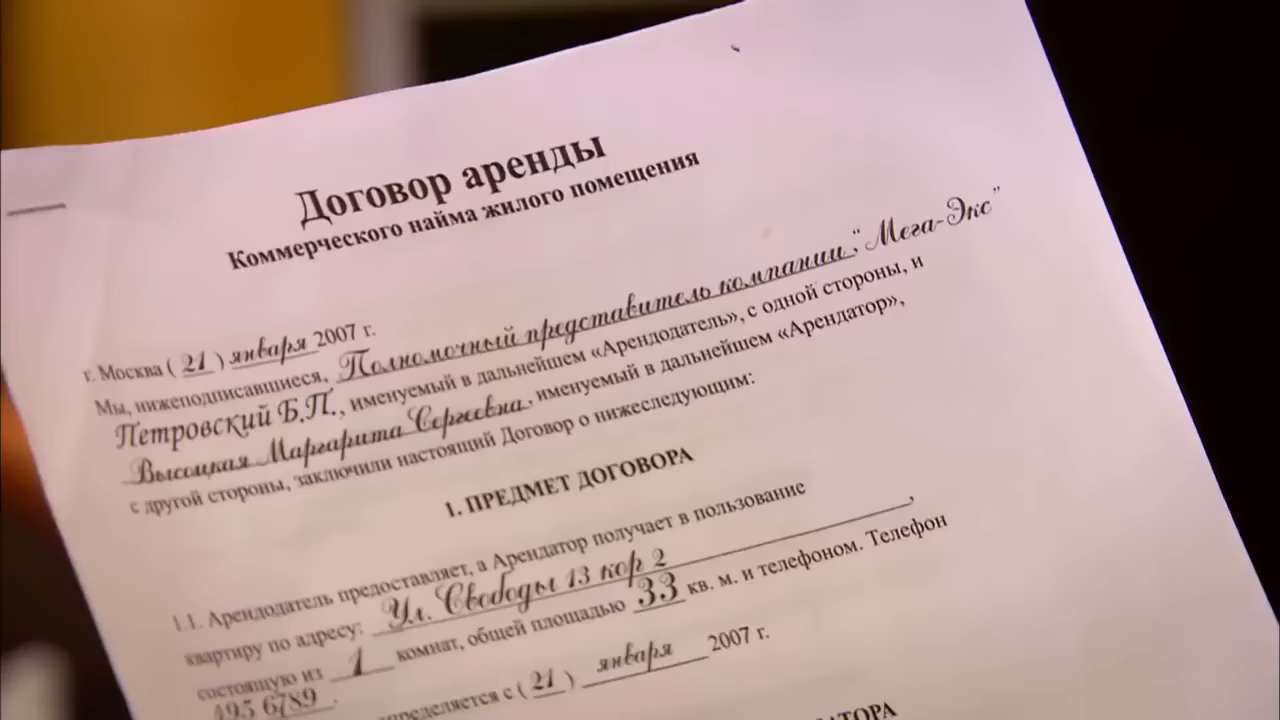 Договор аренды
Коммерческого найма жилого помещения
г. Москва ( 21 ) января 2007 г.
Мы, нижеподписавшиеся, Полномочный представитель компании, "Мега-Экс"
Петровский Б.П., именуемый в дальнейшем «Арендодатель», с одной стороны, и
Высоцкая Маргарита Сергеевна, именуемый в дальнейшем «Арендатор»,
с другой стороны, заключили настоящий Договор о нижеследующим:
1. ПРЕДМЕТ ДОГОВОРА
1.1. Арендодатель предоставляет, а Арендатор получает в пользование
квартиру по адресу: Ул. Свободы 13 кор 2,
состоящую из 1 комнат, общей площадью 33 кв. м. и телефоном. Телефон
495 6789.
определяется с ( 21 ) января 2007 г.